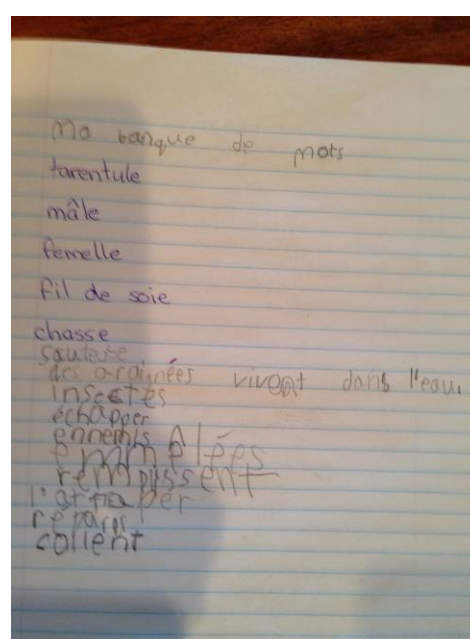 Ma banque de mots
tarentule
mâle
femelle
fil de soie
chasse
sauteuse
des araignées vivent dans l'eau
insectes
échapper
ennemis
emmêlées
remplissent
l'attraper
collent